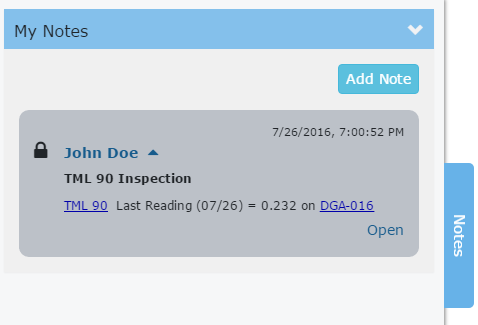 My Notes
Add Note
7/26/2016, 7:00:52 PM
John Doe
TML 90 Inspection
TML 90 Last Reading (07/26) = 0.232 on DGA-016
Open
Notes